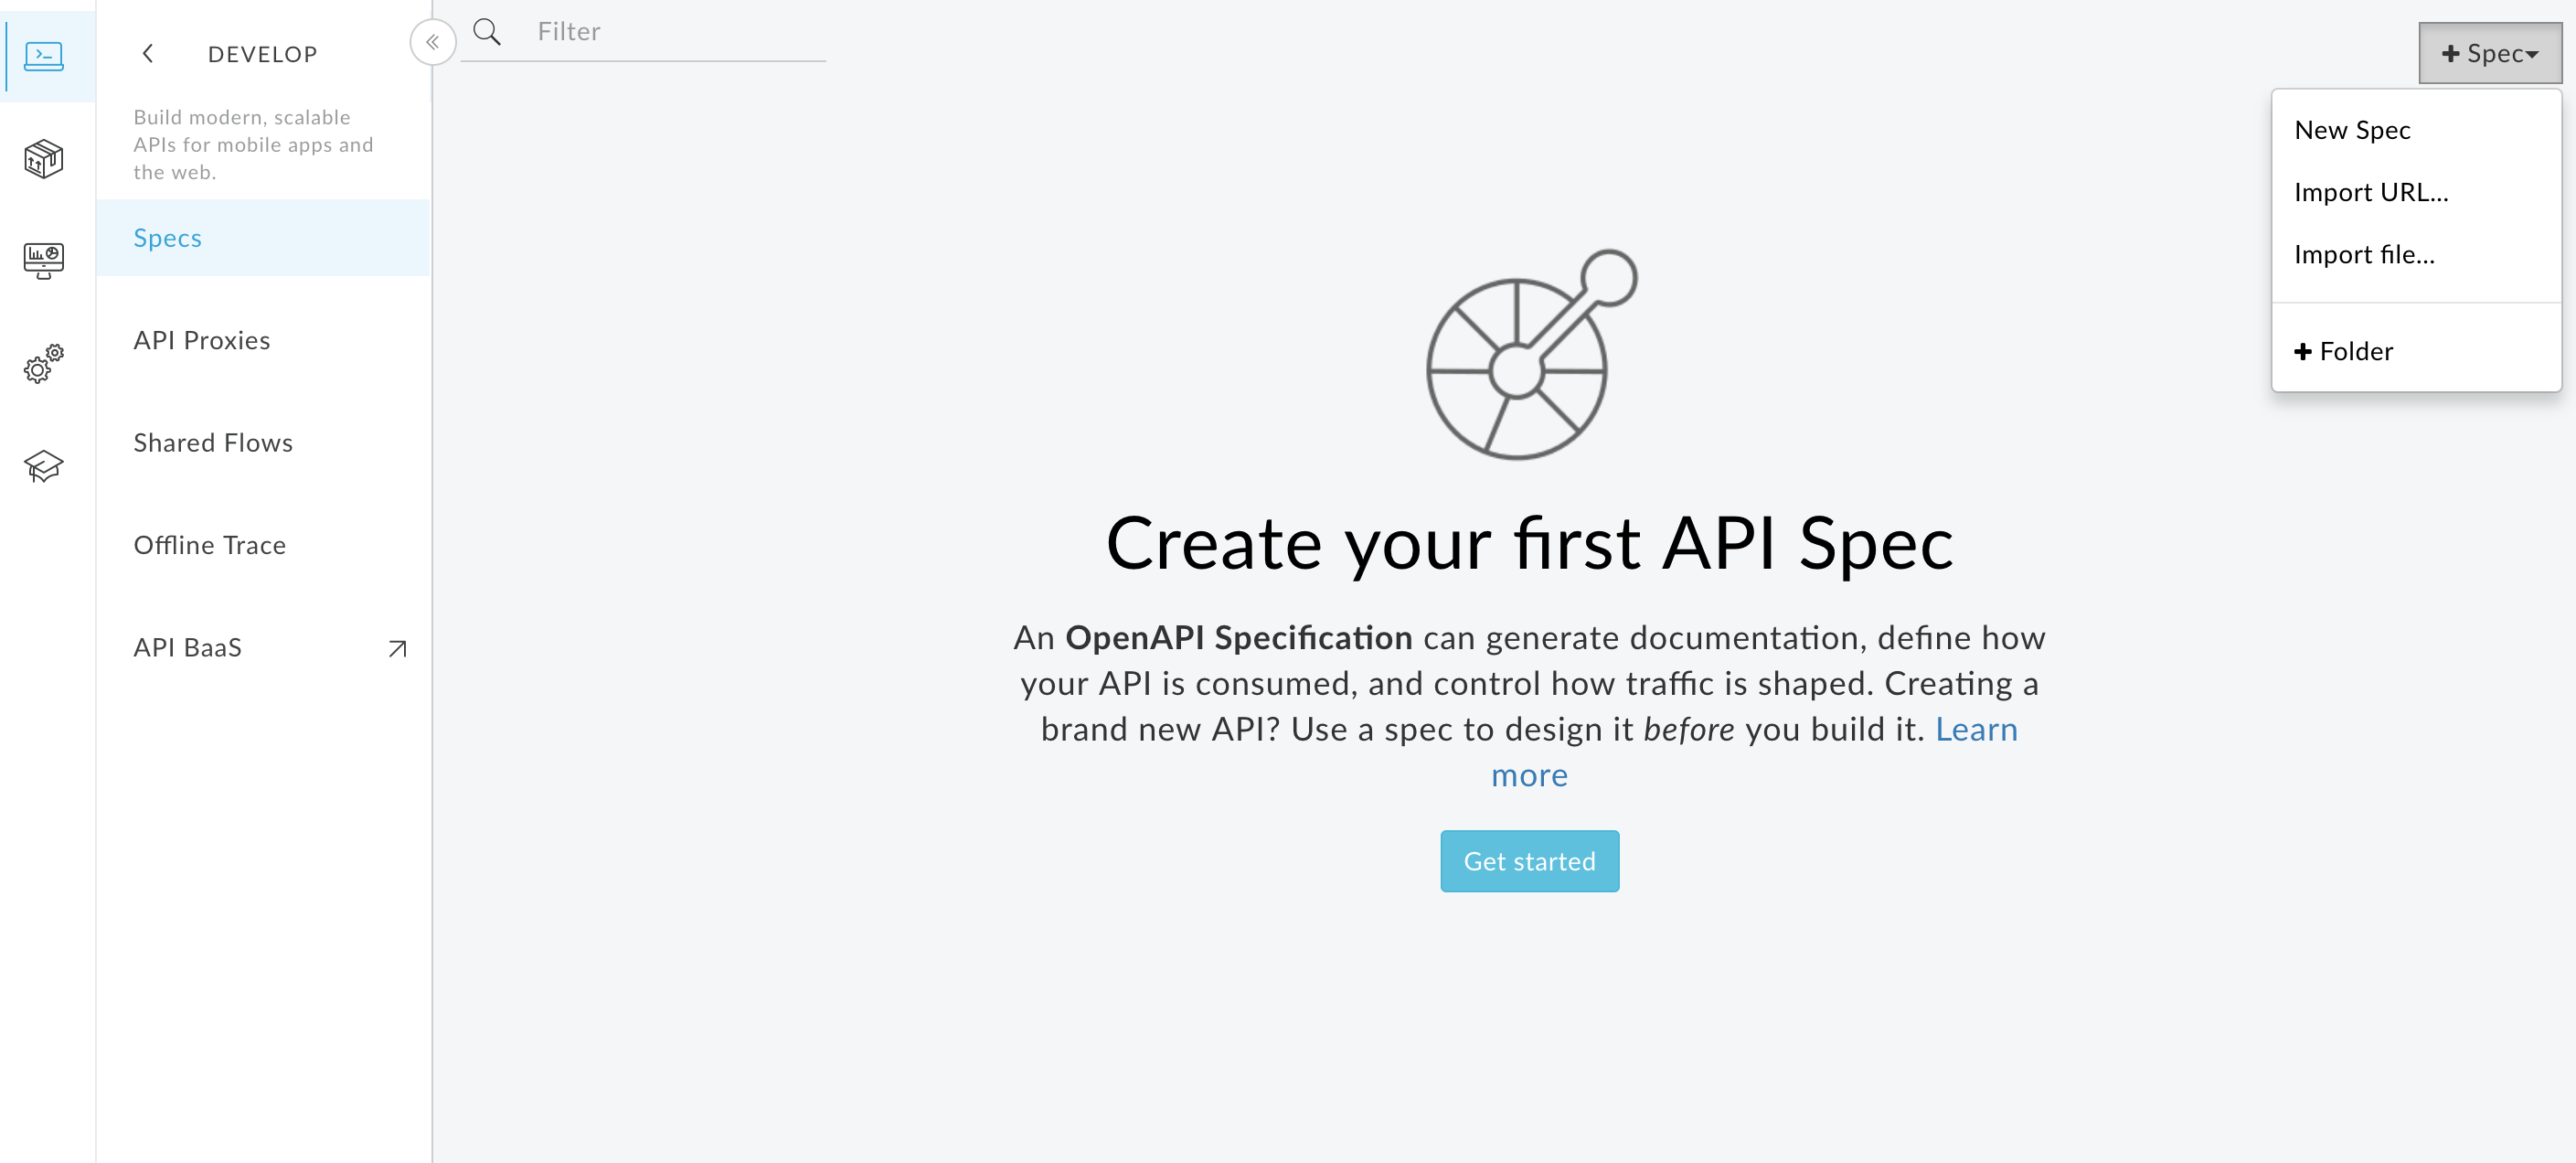 DEVELOP
Build modern, scalable
APIs for mobile apps and
the web.
Specs
API Proxies
Shared Flows
Offline Trace
API BaaS
Filter
+ Spec
New Spec
Import URL...
Import file...
+ Folder
Create your first API Spec
An OpenAPI Specification can generate documentation, define how
your API is consumed, and control how traffic is shaped. Creating a
brand new API? Use a spec to design it before you build it. Learn
more
Get started